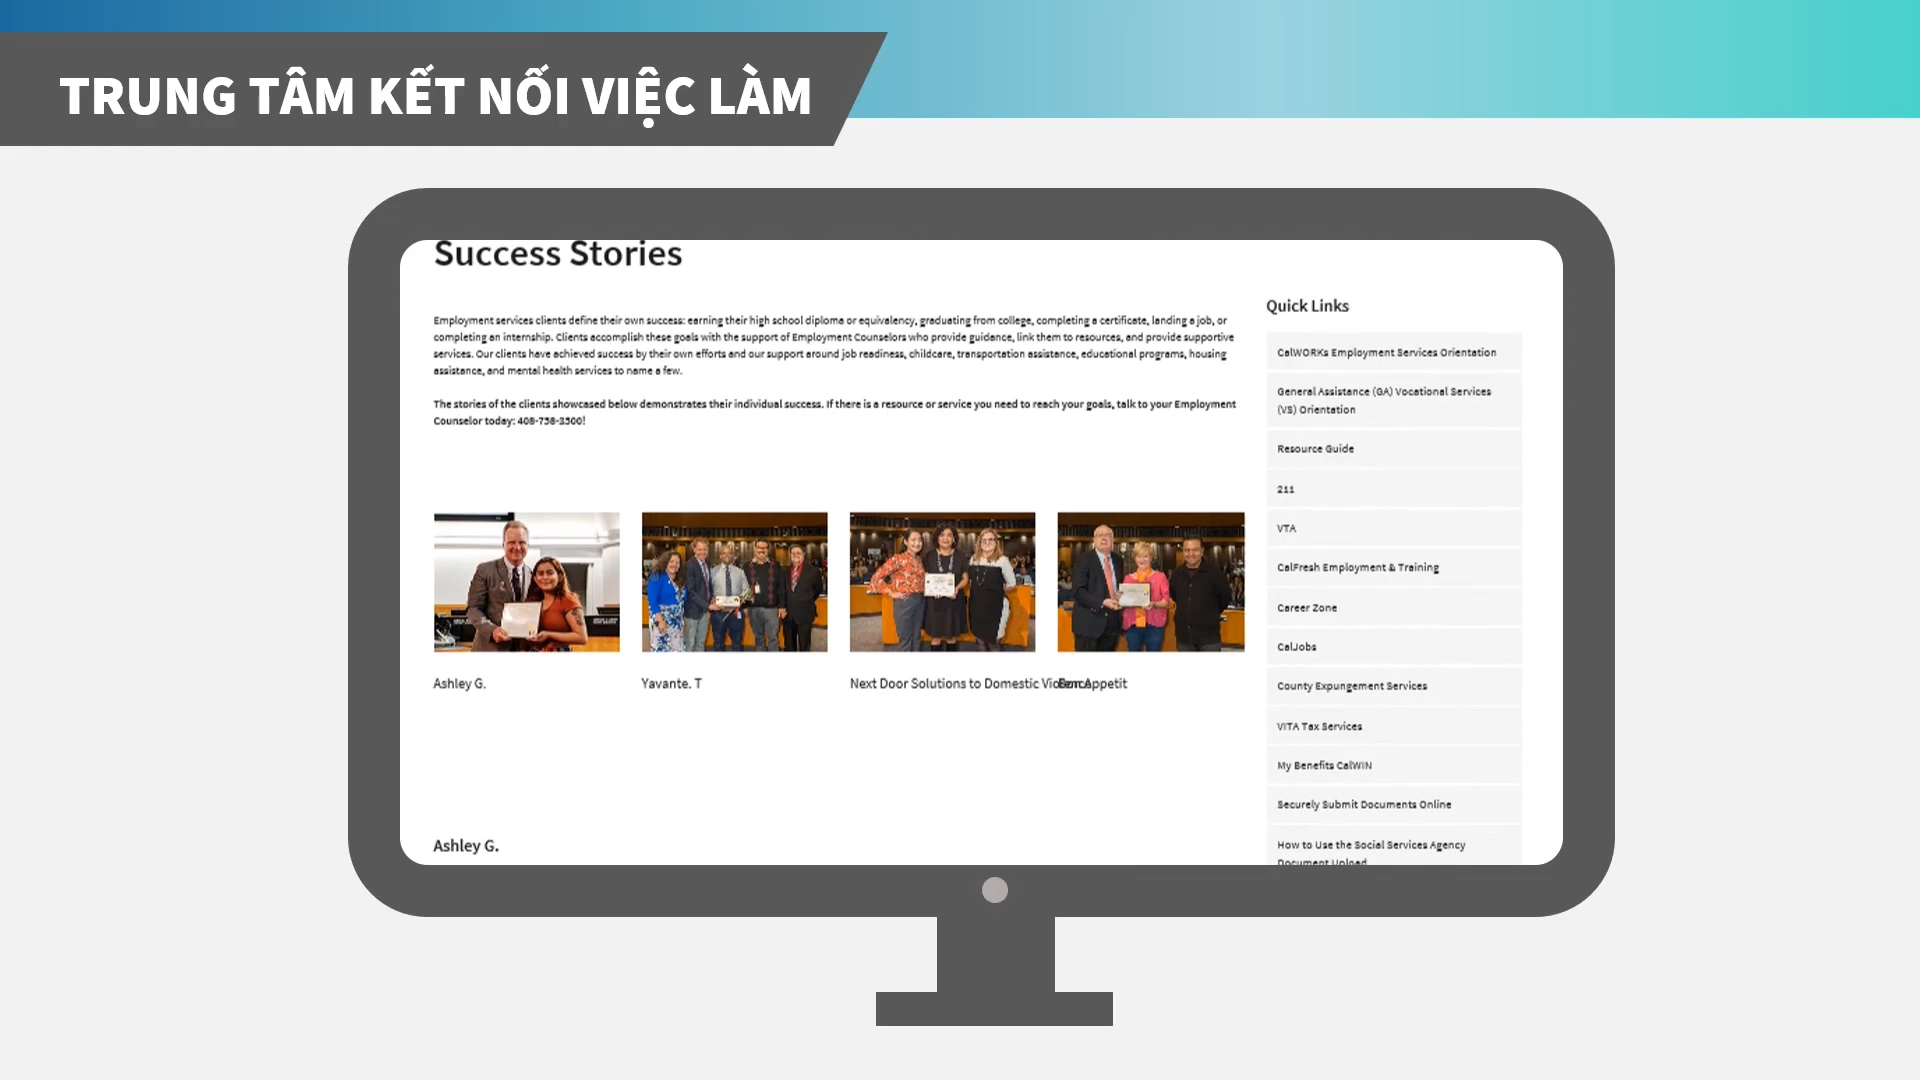 TRUNG TÂM KẾT NỐI VIỆC LÀM
Success Stories
Employment services clients define their own success: earning their high school diploma or equivalency, graduating from college, completing a certificate, landing a job, or
completing an internship. Clients accomplish these goals with the support of Employment Counselors who provide guidance, link them to resources, and provide supportive
services. Our clients have achieved success by their own efforts and our support around job readiness, childcare, transportation assistance, educational programs, housing
assistance, and mental health services to name a few.
The stories of the clients showcased below demonstrates their individual success. If there is a resource or service you need to reach your goals, talk to your Employment
Counselor today: 408-758-3500!
Ashley G.
Yavante. T
Next Door Solutions to Domestic Violence
Bon Appetit
Ashley G.
Quick Links
CalWORKs Employment Services Orientation
General Assistance (GA) Vocational Services
(VS) Orientation
Resource Guide
211
VTA
CalFresh Employment & Training
Career Zone
CalJobs
County Expungement Services
VITA Tax Services
My Benefits CalWIN
Securely Submit Documents Online
How to Use the Social Services Agency
Document Upload